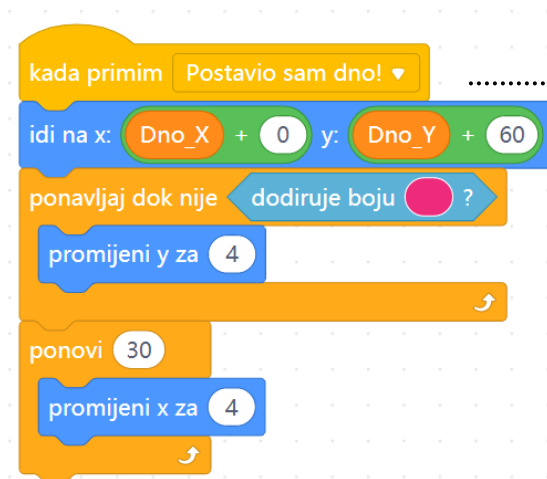 kada primim Postavio sam dno! ..........
idi na x: Dno_X + 0 y: Dno_Y + 60
ponavljaj dok nije dodiruje boju ?
promijeni y za 4
ponovi 30
promijeni x za 4